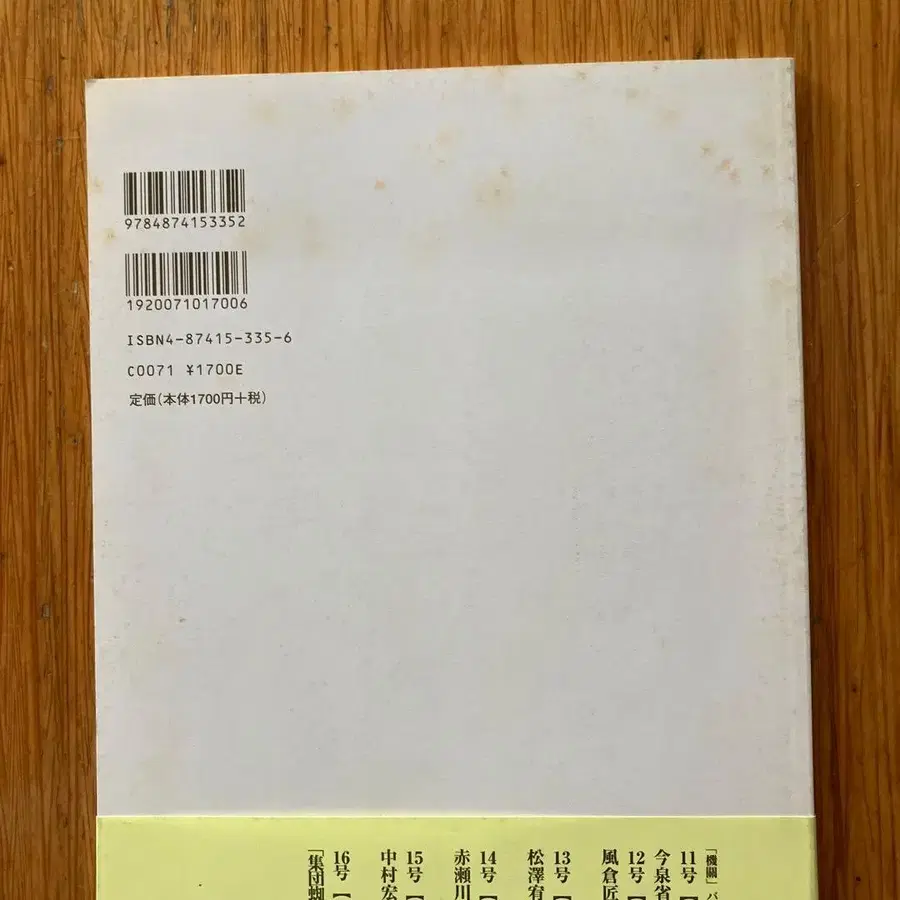 9784874153352
1920071017006
ISBN4-87415-335-6
C0071 ¥1700E
定価(本体1700円+税)
「機關」バ
11号【
今泉省
12号【
風倉匠
13号【
松澤宥
14号【
赤瀬川
15号【
中村宏
16号【
「集団蜘